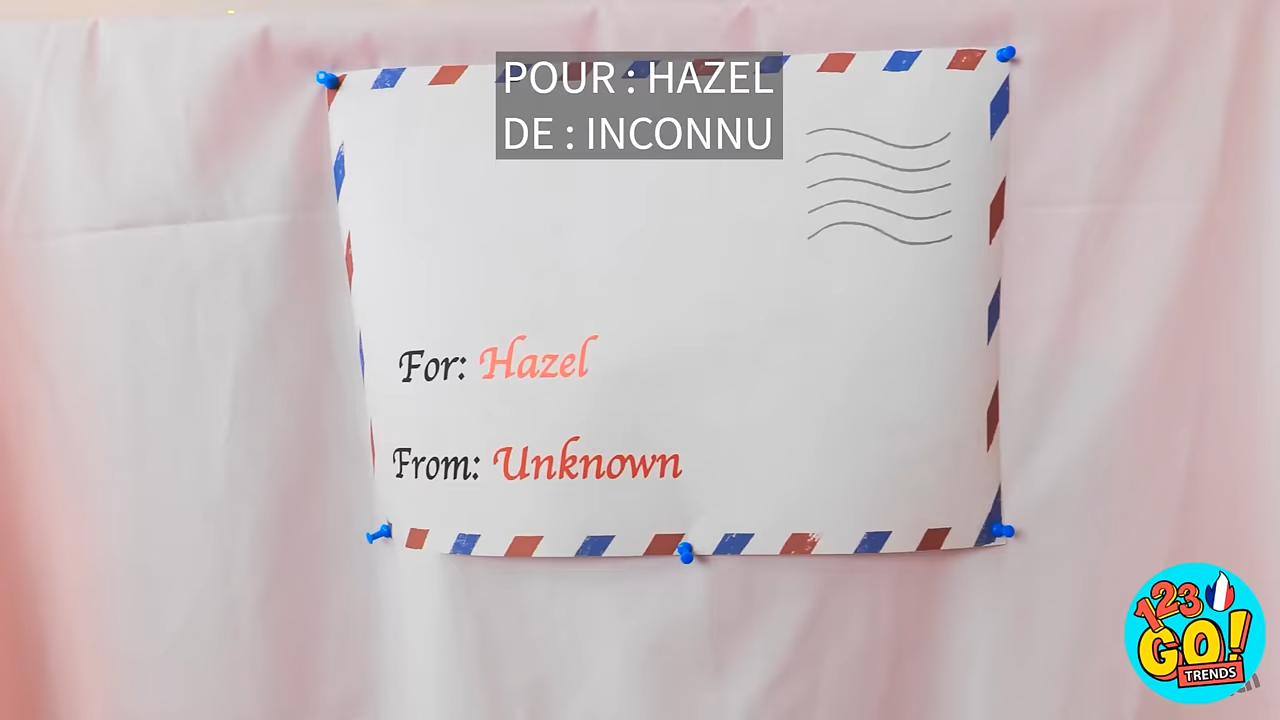 POUR : HAZEL
DE : INCONNU
For: Hazel
From: Unknown
123
GO!
TRENDS